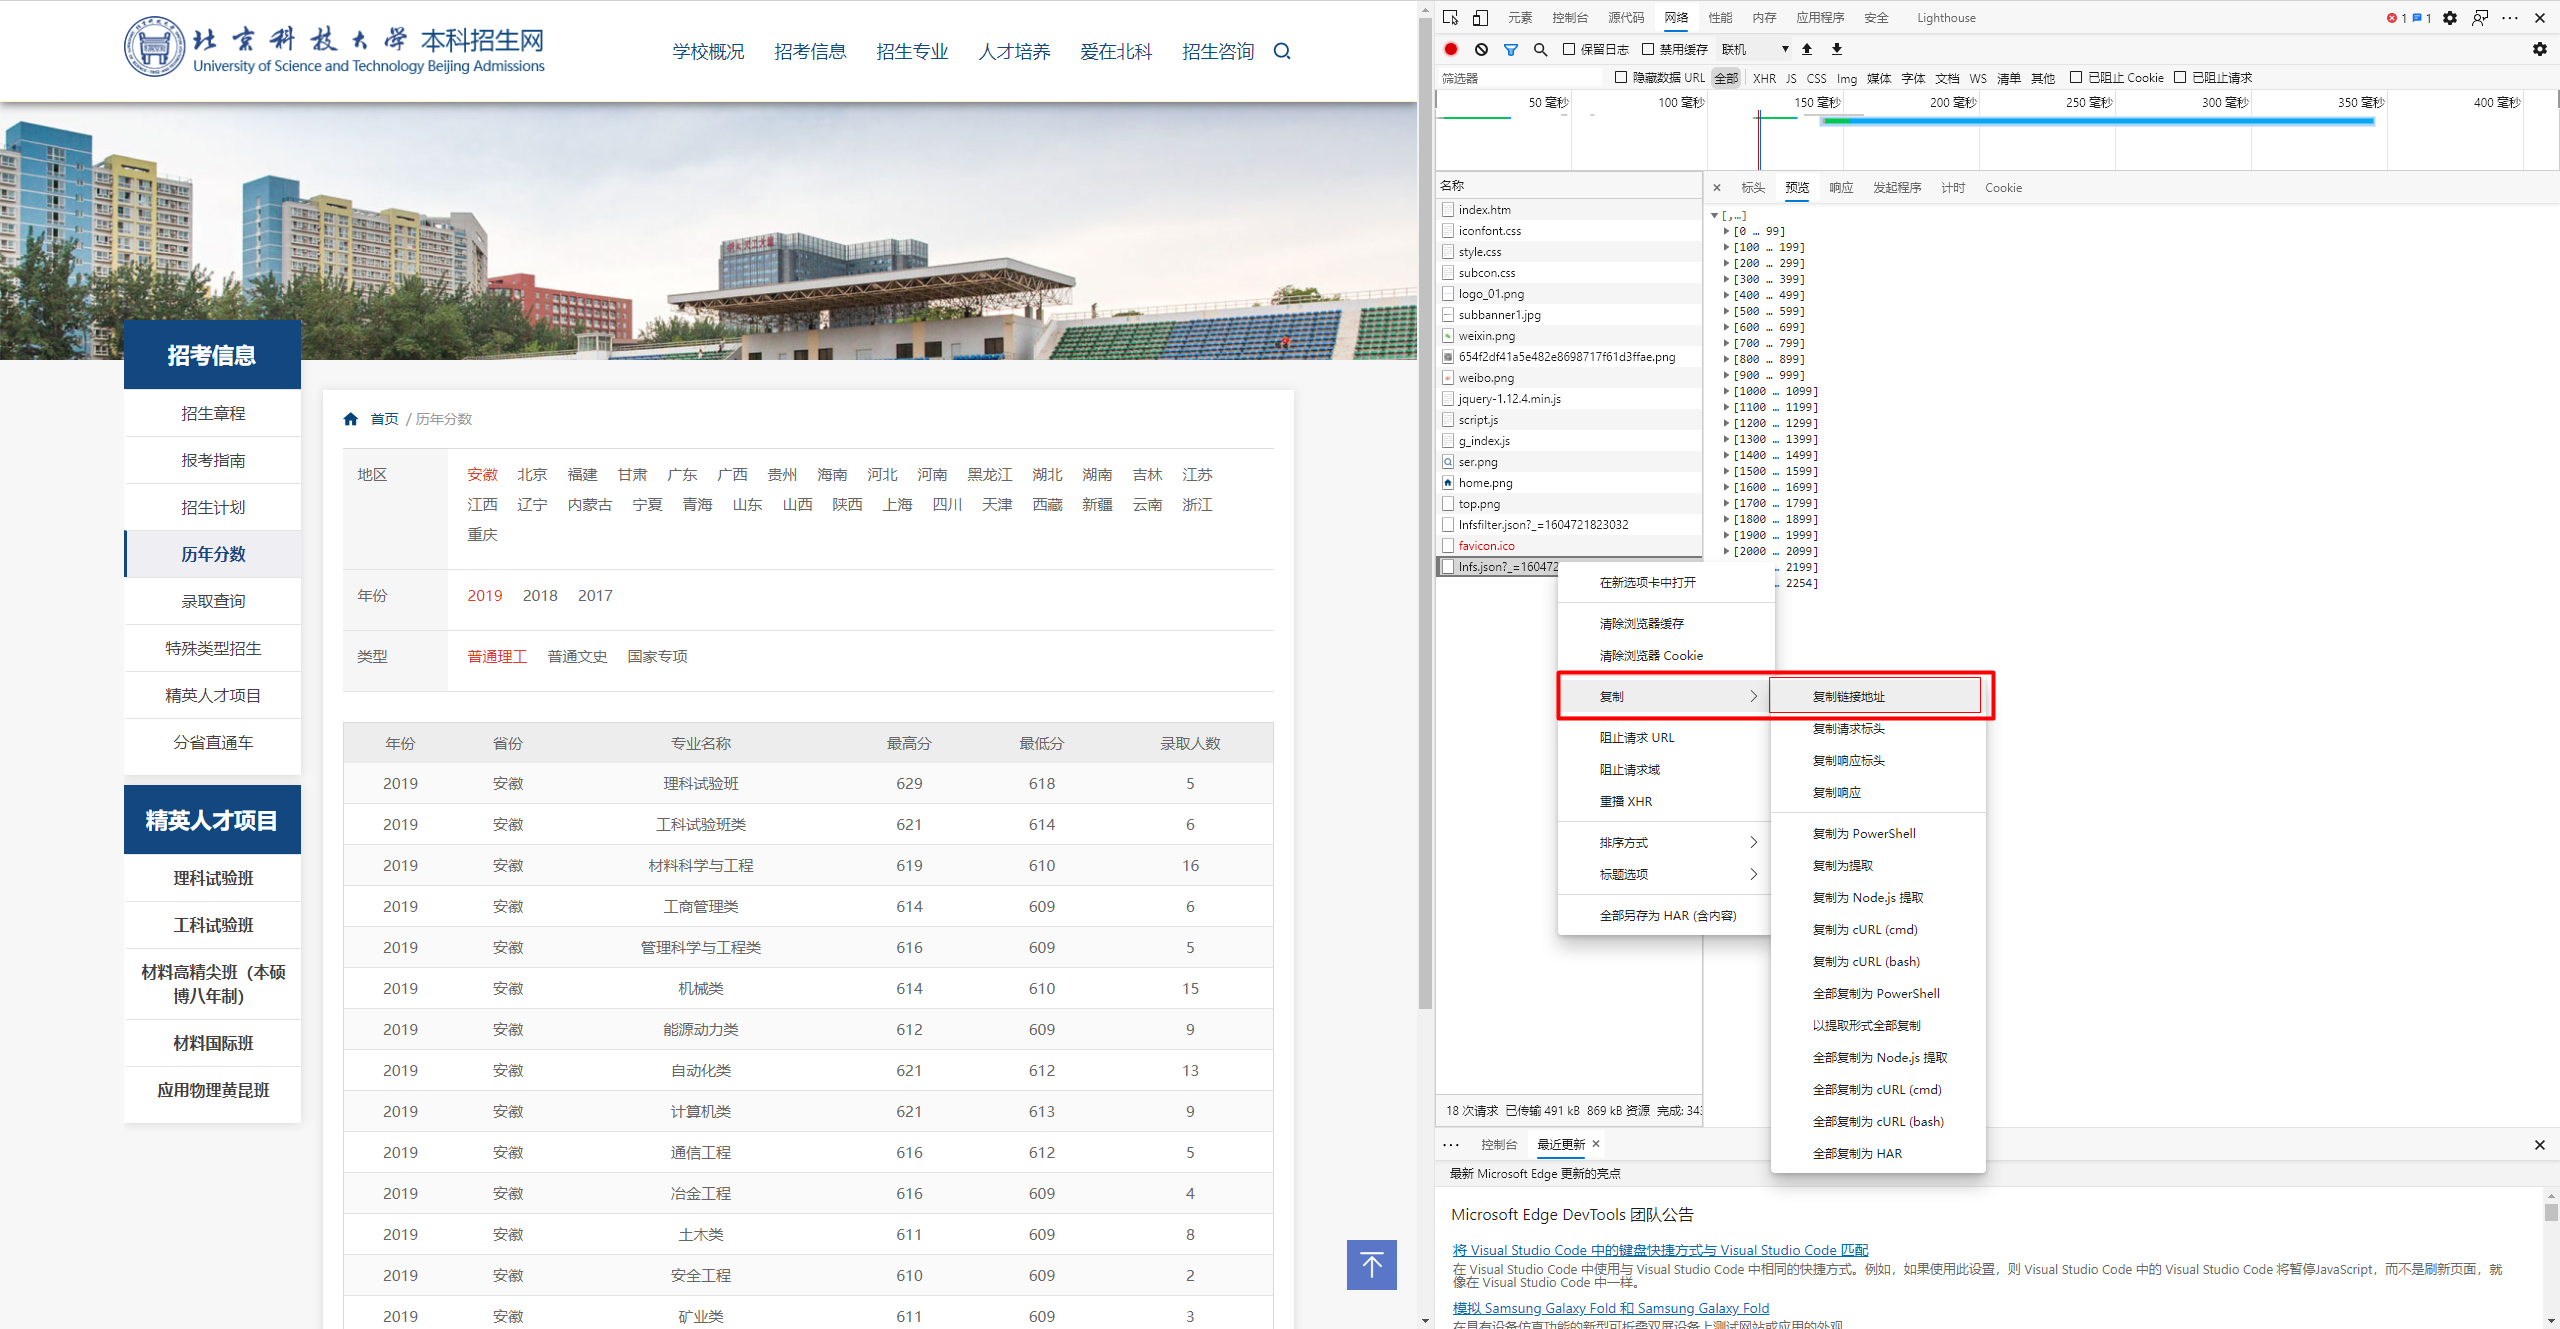 北京科技大学 本科招生网
University of Science and Technology Beijing Admissions
学校概况 招考信息 招生专业 人才培养 爱在北科 招生咨询
招考信息
招生章程
报考指南
招生计划
历年分数
录取查询
特殊类型招生
精英人才项目
分省直通车
精英人才项目
理科试验班
工科试验班
材料高精尖班（本硕
博八年制）
材料国际班
应用物理黄昆班
首页 / 历年分数
地区 安徽 北京 福建 甘肃 广东 广西 贵州 海南 河北 河南 黑龙江 湖北 湖南 吉林 江苏
江西 辽宁 内蒙古 宁夏 青海 山东 山西 陕西 上海 四川 天津 西藏 新疆 云南 浙江
重庆
年份 2019 2018 2017
类型 普通理工 普通文史 国家专项
年份 省份 专业名称 最高分 最低分 录取人数
2019 安徽 理科试验班 629 618 5
2019 安徽 工科试验班类 621 614 6
2019 安徽 材料科学与工程 619 610 16
2019 安徽 工商管理类 614 609 6
2019 安徽 管理科学与工程类 616 609 5
2019 安徽 机械类 614 610 15
2019 安徽 能源动力类 612 609 9
2019 安徽 自动化类 621 612 13
2019 安徽 计算机类 621 613 9
2019 安徽 通信工程 616 612 5
2019 安徽 冶金工程 616 609 4
2019 安徽 土木类 611 609 8
2019 安徽 安全工程 610 609 2
2019 安徽 矿业类 611 609 3
元素 控制台 源代码 网络 性能 内存 应用程序 安全 Lighthouse 1 1
保留日志 禁用缓存 联机
筛选器 隐藏数据 URL 全部 XHR JS CSS Img 媒体 字体 文档 WS 清单 其他 已阻止 Cookie 已阻止请求
50 毫秒 100 毫秒 150 毫秒 200 毫秒 250 毫秒 300 毫秒 350 毫秒 400 毫秒
名称
index.htm
iconfont.css
style.css
subcon.css
logo_01.png
subbanner1.jpg
weixin.png
654f2df41a5e482e8698717f61d3ffae.png
weibo.png
jquery-1.12.4.min.js
script.js
g_index.js
ser.png
home.png
top.png
lnfsfilter.json?_=1604721823032
favicon.ico
lnfs.json?_=160472
标头 预览 响应 发起程序 计时 Cookie
[,…]
[0 … 99]
[100 … 199]
[200 … 299]
[300 … 399]
[400 … 499]
[500 … 599]
[600 … 699]
[700 … 799]
[800 … 899]
[900 … 999]
[1000 … 1099]
[1100 … 1199]
[1200 … 1299]
[1300 … 1399]
[1400 … 1499]
[1500 … 1599]
[1600 … 1699]
[1700 … 1799]
[1800 … 1899]
[1900 … 1999]
[2000 … 2099]
… 2199]
… 2254]
在新选项卡中打开
清除浏览器缓存
清除浏览器 Cookie
复制
阻止请求 URL
阻止请求域
重播 XHR
排序方式
标题选项
全部另存为 HAR (含内容)
复制链接地址
复制请求标头
复制响应标头
复制响应
复制为 PowerShell
复制为提取
复制为 Node.js 提取
复制为 cURL (cmd)
复制为 cURL (bash)
全部复制为 PowerShell
以提取形式全部复制
全部复制为 Node.js 提取
全部复制为 cURL (cmd)
全部复制为 cURL (bash)
全部复制为 HAR
18 次请求 已传输 491 kB 869 kB 资源 完成: 343
控制台 最近更新
最新 Microsoft Edge 更新的亮点
Microsoft Edge DevTools 团队公告
将 Visual Studio Code 中的键盘快捷方式与 Visual Studio Code 匹配
在 Visual Studio Code 中使用与 Visual Studio Code 中相同的快捷方式。例如，如果使用此设置，则 Visual Studio Code 中的 Visual Studio Code 将暂停JavaScript，而不是刷新页面，就
像在 Visual Studio Code 中一样。
模拟 Samsung Galaxy Fold 和 Samsung Galaxy Fold
在具有设备仿真功能的新型可折叠双屏设备上测试网站或应用的外观